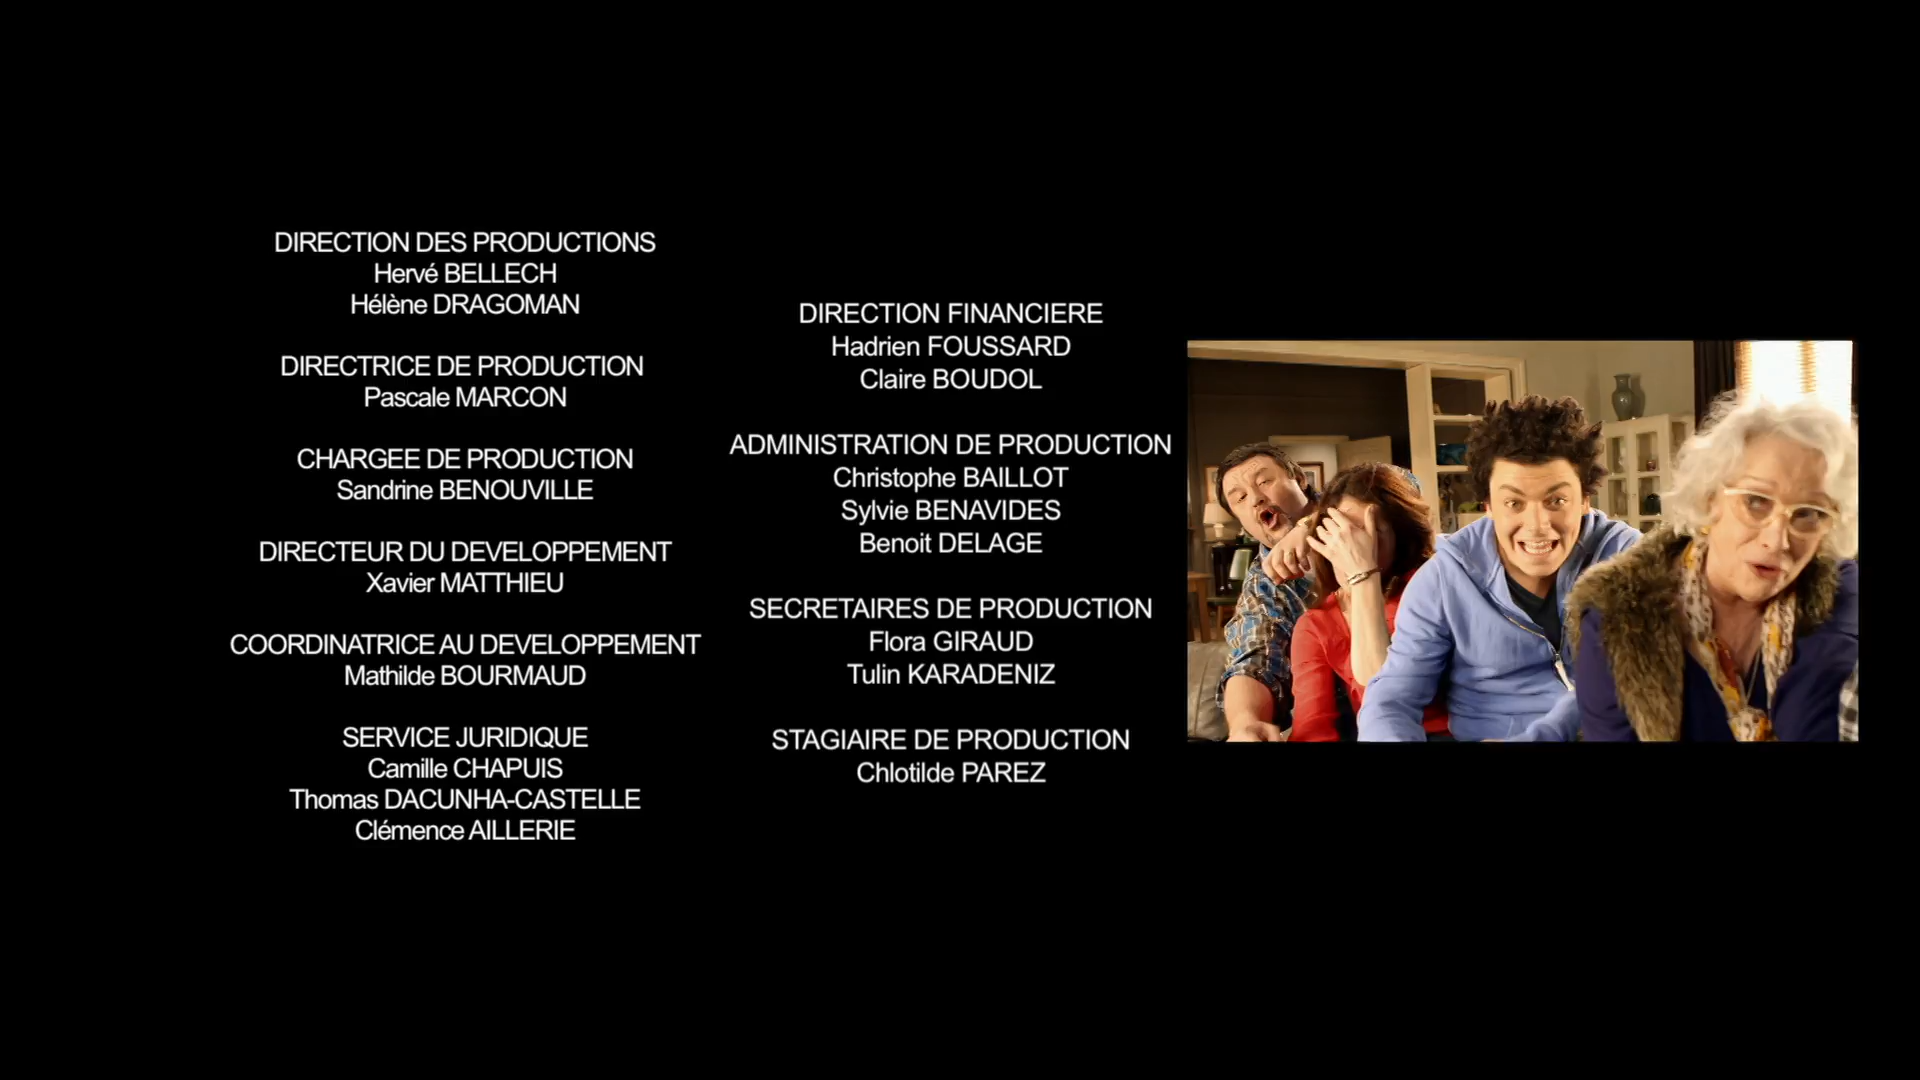 DIRECTION DES PRODUCTIONS
Hervé BELLECH
Hélène DRAGOMAN
DIRECTRICE DE PRODUCTION
Pascale MARCON
CHARGEE DE PRODUCTION
Sandrine BENOUVILLE
DIRECTEUR DU DEVELOPPEMENT
Xavier MATTHIEU
COORDINATRICE AU DEVELOPPEMENT
Mathilde BOURMAUD
SERVICE JURIDIQUE
Camille CHAPUIS
Thomas DACUNHA-CASTELLE
Clémence AILLERIE
DIRECTION FINANCIERE
Hadrien FOUSSARD
Claire BOUDOL
ADMINISTRATION DE PRODUCTION
Christophe BAILLOT
Sylvie BENAVIDES
Benoit DELAGE
SECRETAIRES DE PRODUCTION
Flora GIRAUD
Tulin KARADENIZ
STAGIAIRE DE PRODUCTION
Chlotilde PAREZ